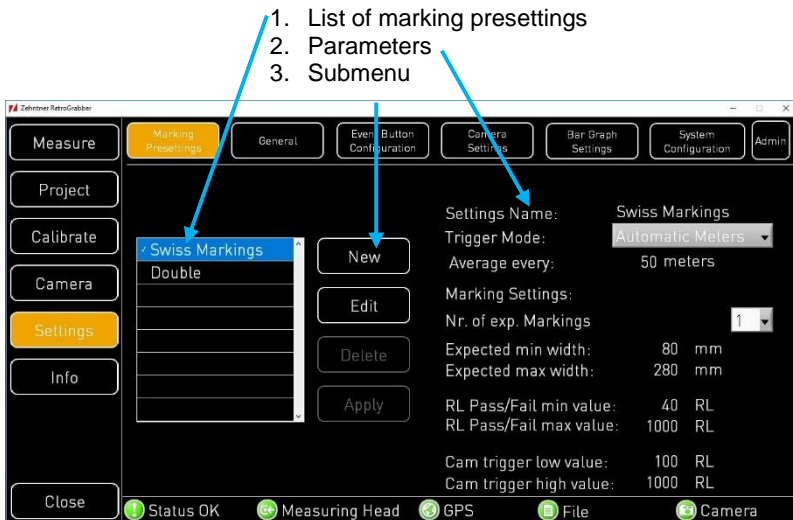 1. List of marking presettings
2. Parameters
3. Submenu
Zehntner RetroGrabber
Measure
Marking Presettings
General
Event Button Configuration
Camera Settings
Bar Graph Settings
System Configuration
Admin
Project
Calibrate
Camera
Settings
Info
Close
Swiss Markings
Double
New
Edit
Delete
Apply
Settings Name: Swiss Markings
Trigger Mode: Automatic Meters
Average every: 50 meters
Marking Settings:
Nr. of exp. Markings 1
Expected min width: 80 mm
Expected max width: 280 mm
RL Pass/Fail min value: 40 RL
RL Pass/Fail max value: 1000 RL
Cam trigger low value: 100 RL
Cam trigger high value: 1000 RL
Status OK Measuring Head GPS File Camera